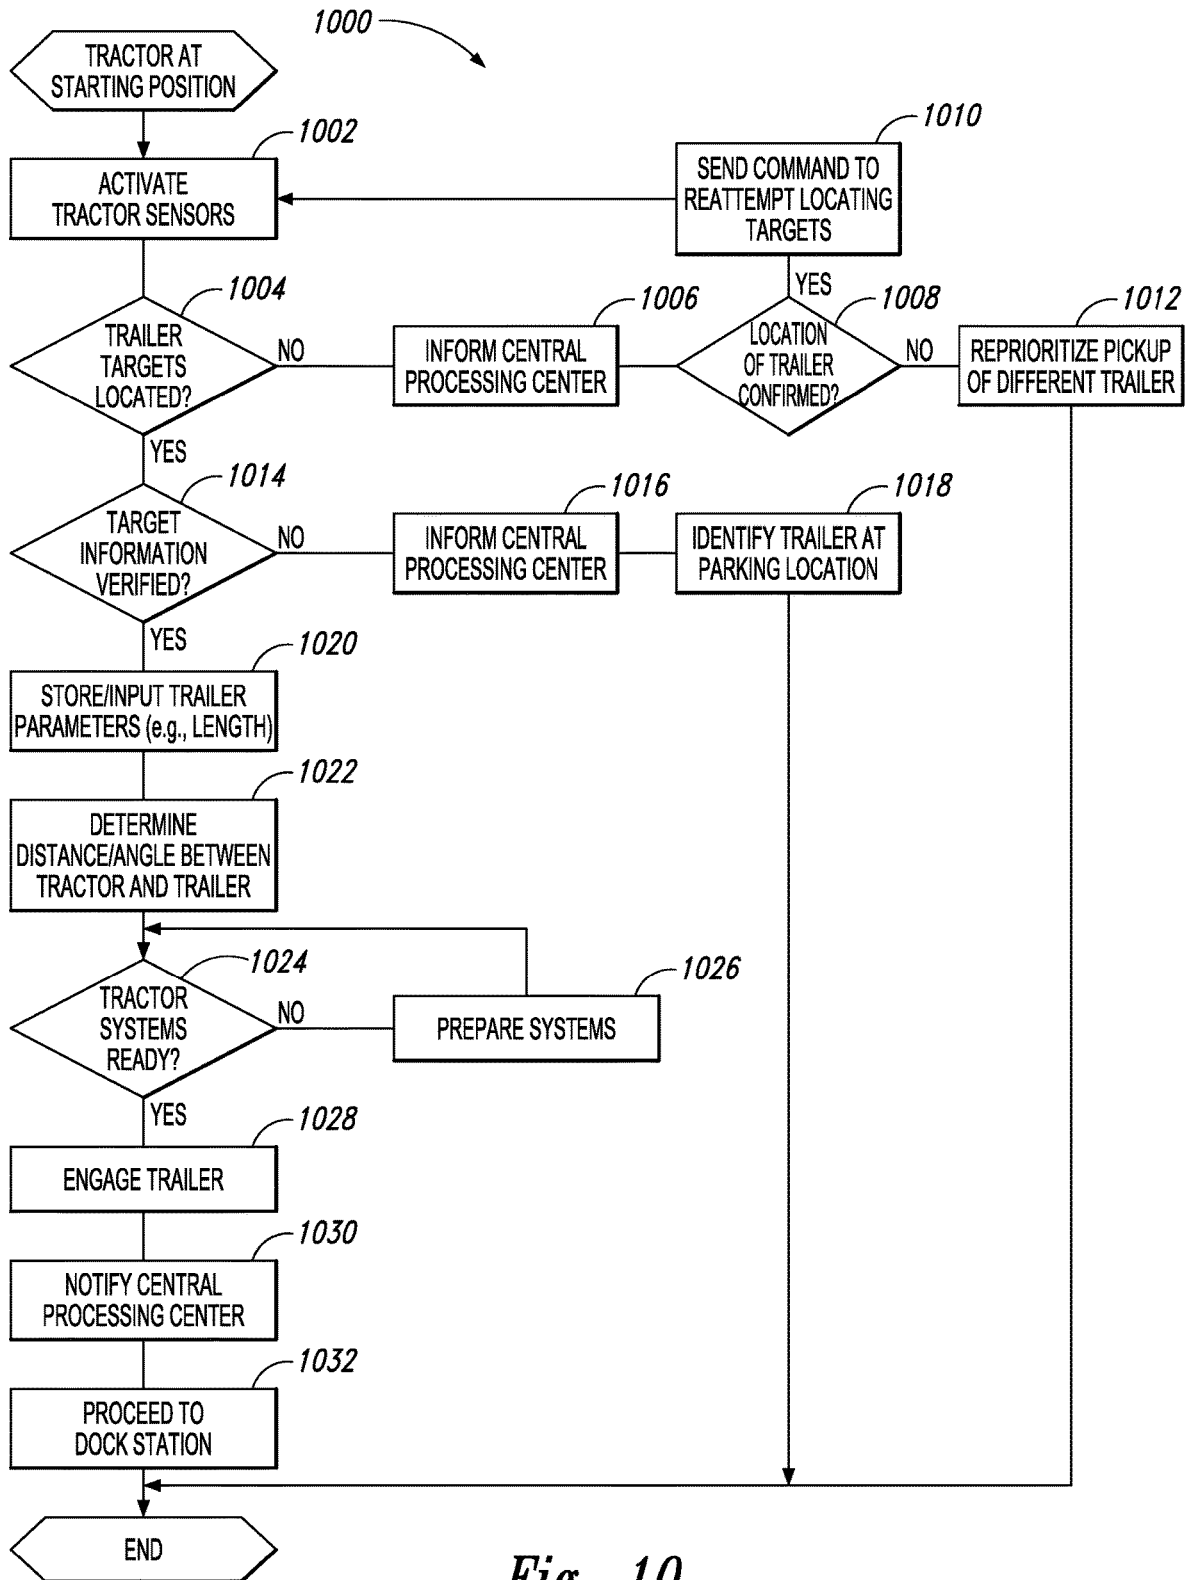 1000
TRACTOR AT
STARTING POSITION
1002
ACTIVATE
TRACTOR SENSORS
1010
SEND COMMAND TO
REATTEMPT LOCATING
TARGETS
YES
1004
TRAILER
TARGETS
LOCATED?
NO
1006
INFORM CENTRAL
PROCESSING CENTER
1008
LOCATION
OF TRAILER
CONFIRMED?
NO
1012
REPRIORITIZE PICKUP
OF DIFFERENT TRAILER
YES
1014
TARGET
INFORMATION
VERIFIED?
NO
1016
INFORM CENTRAL
PROCESSING CENTER
1018
IDENTIFY TRAILER AT
PARKING LOCATION
YES
1020
STORE/INPUT TRAILER
PARAMETERS (e.g., LENGTH)
1022
DETERMINE
DISTANCE/ANGLE BETWEEN
TRACTOR AND TRAILER
1024
TRACTOR
SYSTEMS
READY?
NO
1026
PREPARE SYSTEMS
YES
1028
ENGAGE TRAILER
1030
NOTIFY CENTRAL
PROCESSING CENTER
1032
PROCEED TO
DOCK STATION
END
Fig. 10